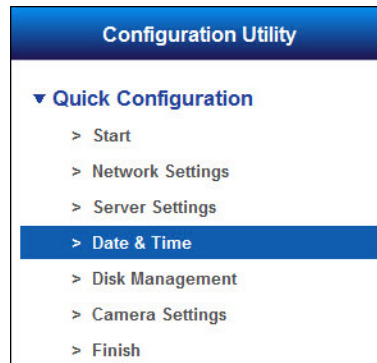 Configuration Utility
▼ Quick Configuration
> Start
> Network Settings
> Server Settings
> Date & Time
> Disk Management
> Camera Settings
> Finish